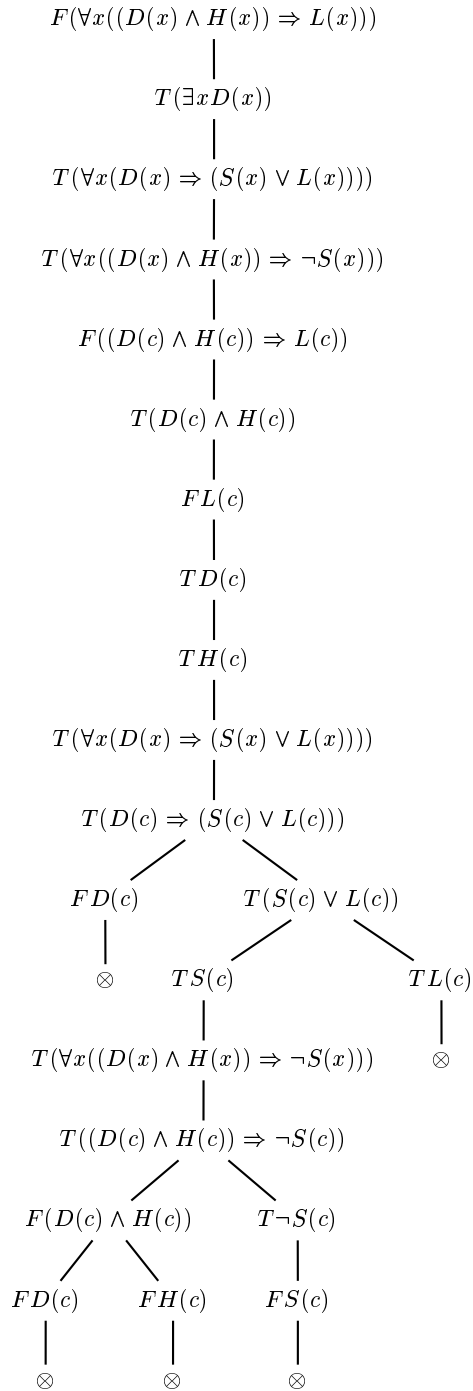 F(∀x((D(x) ∧ H(x)) ⇒ L(x)))
T(∃xD(x))
T(∀x(D(x) ⇒ (S(x) ∨ L(x))))
T(∀x((D(x) ∧ H(x)) ⇒ ¬S(x)))
F((D(c) ∧ H(c)) ⇒ L(c))
T(D(c) ∧ H(c))
FL(c)
TD(c)
TH(c)
T(∀x(D(x) ⇒ (S(x) ∨ L(x))))
T(D(c) ⇒ (S(c) ∨ L(c)))
FD(c) T(S(c) ∨ L(c))
⊗ TS(c) TL(c)
T(∀x((D(x) ∧ H(x)) ⇒ ¬S(x))) ⊗
T((D(c) ∧ H(c)) ⇒ ¬S(c))
F(D(c) ∧ H(c)) T¬S(c)
FD(c) FH(c) FS(c)
⊗ ⊗ ⊗